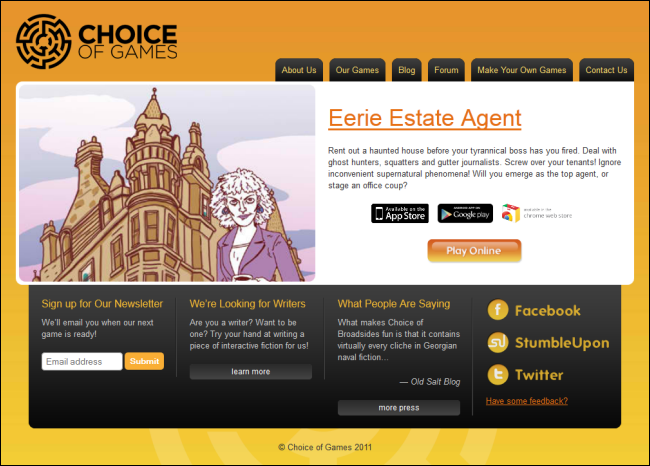 CHOICE
OF GAMES
About Us
Our Games
Blog
Forum
Make Your Own Games
Contact Us
Eerie Estate Agent
Rent out a haunted house before your tyrannical boss has you fired. Deal with
ghost hunters, squatters and gutter journalists. Screw over your tenants! Ignore
inconvenient supernatural phenomena! Will you emerge as the top agent, or
stage an office coup?
Available on the
App Store
ANDROID APP ON
Google play
available in the
chrome web store
Play Online
Sign up for Our Newsletter
We'll email you when our next
game is ready!
Email address
Submit
We're Looking for Writers
Are you a writer? Want to be
one? Try your hand at writing a
piece of interactive fiction for us!
learn more
What People Are Saying
What makes Choice of
Broadsides fun is that it contains
virtually every cliche in Georgian
naval fiction...
— Old Salt Blog
more press
Facebook
StumbleUpon
Twitter
Have some feedback?
© Choice of Games 2011